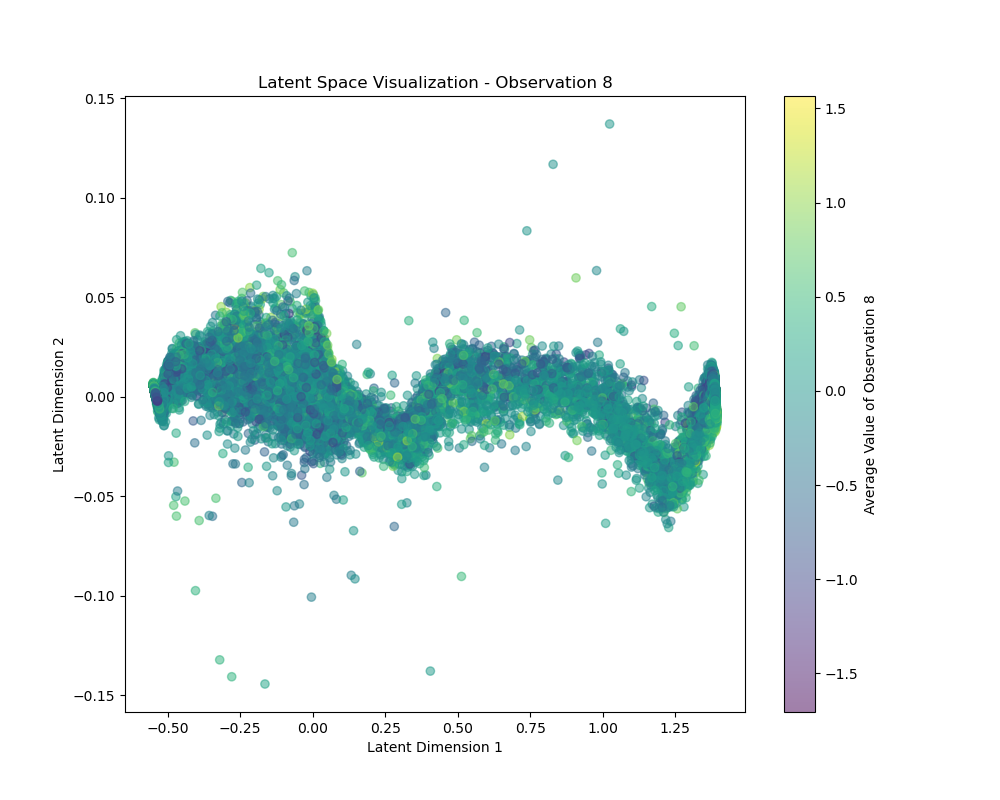 Latent Space Visualization - Observation 8
0.15
0.10
0.05
0.00
−0.05
−0.10
−0.15
Latent Dimension 2
−0.50 −0.25 0.00 0.25 0.50 0.75 1.00 1.25
Latent Dimension 1
1.5
1.0
0.5
0.0
−0.5
−1.0
−1.5
Average Value of Observation 8